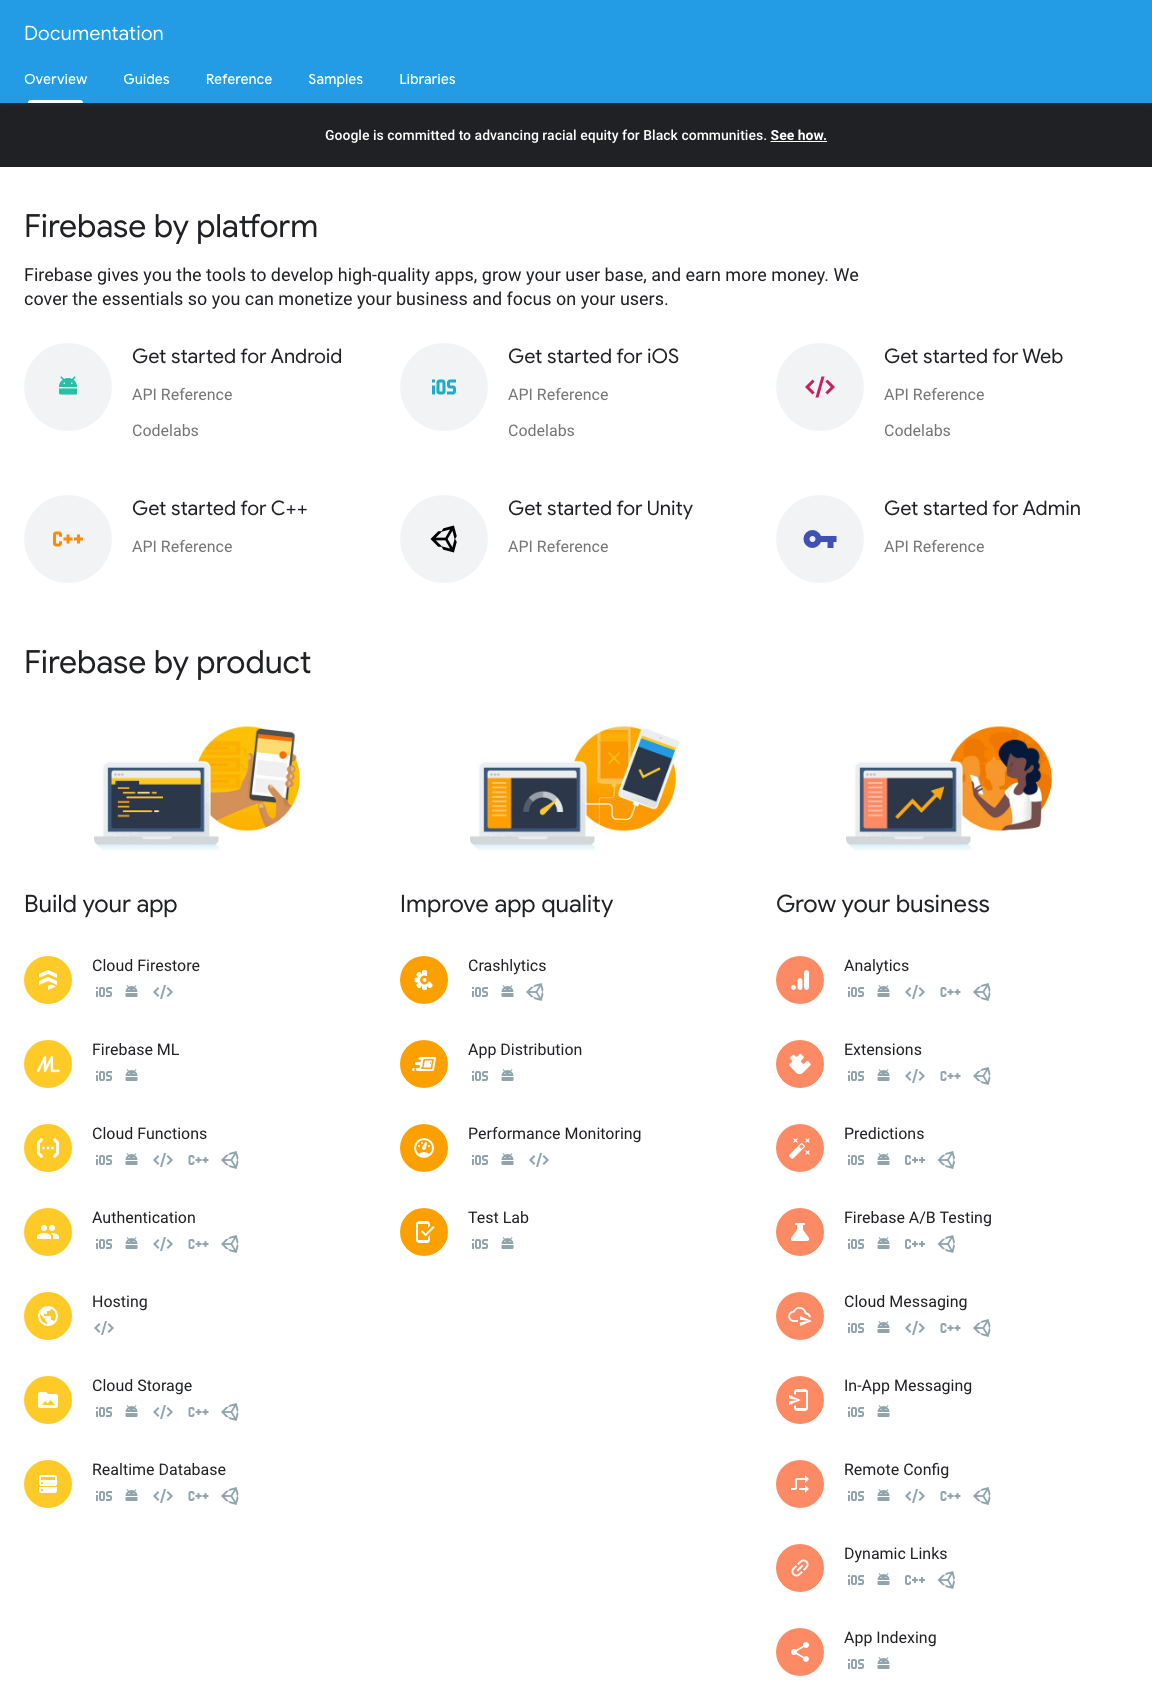 Documentation
Overview Guides Reference Samples Libraries
Google is committed to advancing racial equity for Black communities. See how.
Firebase by platform
Firebase gives you the tools to develop high-quality apps, grow your user base, and earn more money. We
cover the essentials so you can monetize your business and focus on your users.
Get started for Android
API Reference
Codelabs
iOS
Get started for iOS
API Reference
Codelabs
</>
Get started for Web
API Reference
Codelabs
C++
Get started for C++
API Reference
Get started for Unity
API Reference
Get started for Admin
API Reference
Firebase by product
Build your app
Cloud Firestore
iOS </>
ML
Firebase ML
iOS
Cloud Functions
iOS </> C++
Authentication
iOS </> C++
Hosting
</>
Cloud Storage
iOS </> C++
Realtime Database
iOS </> C++
Improve app quality
Crashlytics
iOS
App Distribution
iOS
Performance Monitoring
iOS </>
Test Lab
iOS
Grow your business
Analytics
iOS </> C++
Extensions
iOS </> C++
Predictions
iOS C++
Firebase A/B Testing
iOS C++
Cloud Messaging
iOS </> C++
In-App Messaging
iOS
Remote Config
iOS </> C++
Dynamic Links
iOS C++
App Indexing
iOS